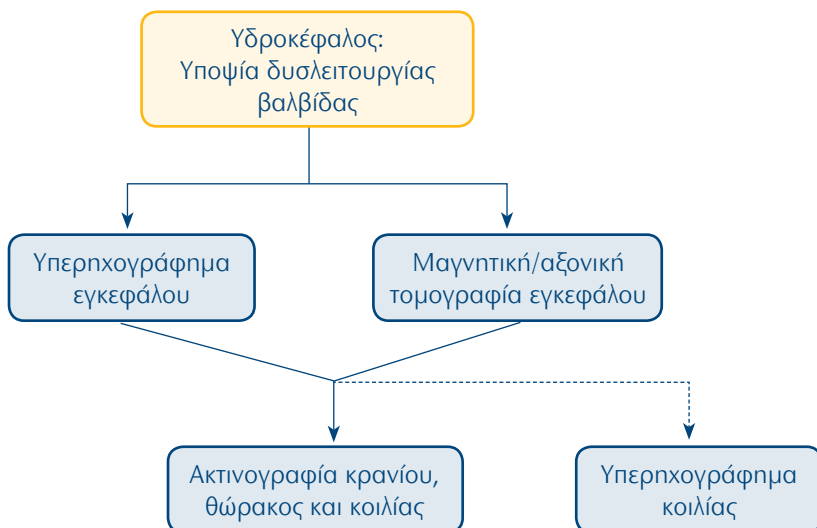 Υδροκέφαλος:
Υποψία δυσλειτουργίας
βαλβίδας
Υπερηχογράφημα
εγκεφάλου
Μαγνητική/αξονική
τομογραφία εγκεφάλου
Ακτινογραφία κρανίου,
θώρακος και κοιλίας
Υπερηχογράφημα
κοιλίας